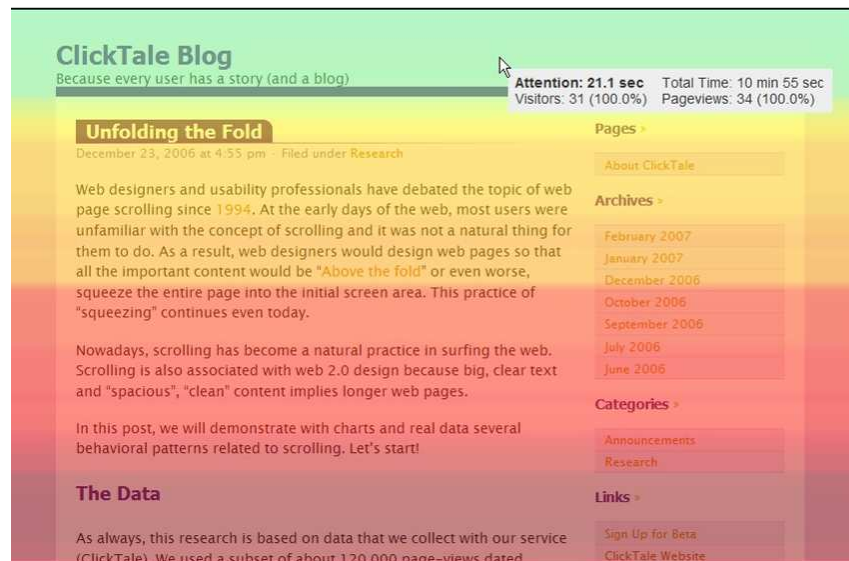 ClickTale Blog
Because every user has a story (and a blog)
Attention: 21.1 sec Total Time: 10 min 55 sec
Visitors: 31 (100.0%) Pageviews: 34 (100.0%)
Unfolding the Fold
December 23, 2006 at 4:55 pm · Filed under Research
Web designers and usability professionals have debated the topic of web
page scrolling since 1994. At the early days of the web, most users were
unfamiliar with the concept of scrolling and it was not a natural thing for
them to do. As a result, web designers would design web pages so that
all the important content would be “Above the fold” or even worse,
squeeze the entire page into the initial screen area. This practice of
“squeezing” continues even today.
Nowadays, scrolling has become a natural practice in surfing the web.
Scrolling is also associated with web 2.0 design because big, clear text
and “spacious”, “clean” content implies longer web pages.
In this post, we will demonstrate with charts and real data several
behavioral patterns related to scrolling. Let’s start!
The Data
As always, this research is based on data that we collect with our service
(ClickTale). We used a subset of about 120,000 page-views dated
Pages »
About ClickTale
Archives »
February 2007
January 2007
December 2006
October 2006
September 2006
July 2006
June 2006
Categories »
Announcements
Research
Links »
Sign Up for Beta
ClickTale Website